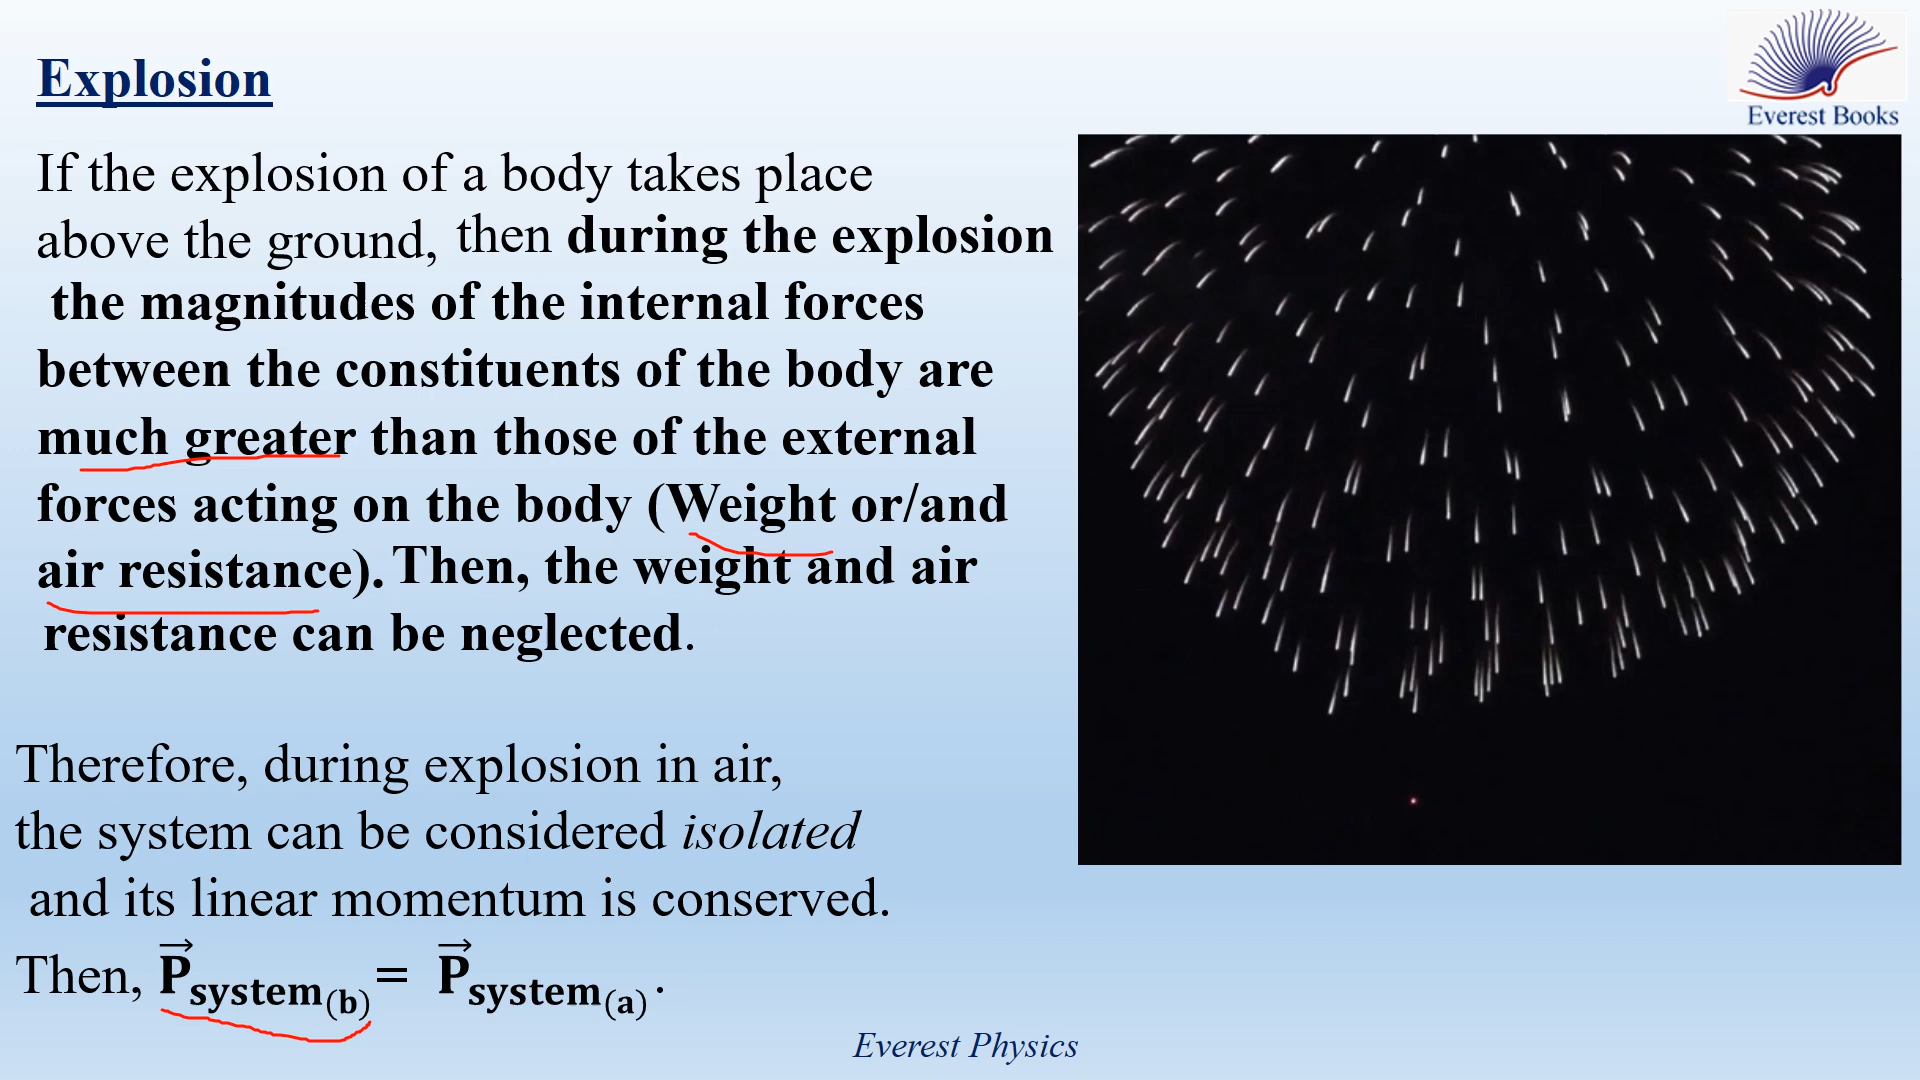 Explosion
Everest Books
If the explosion of a body takes place
above the ground, then during the explosion
the magnitudes of the internal forces
between the constituents of the body are
much greater than those of the external
forces acting on the body (Weight or/and
air resistance). Then, the weight and air
resistance can be neglected.
Therefore, during explosion in air,
the system can be considered isolated
and its linear momentum is conserved.
Then, P⃗system(b) = P⃗system(a).
Everest Physics